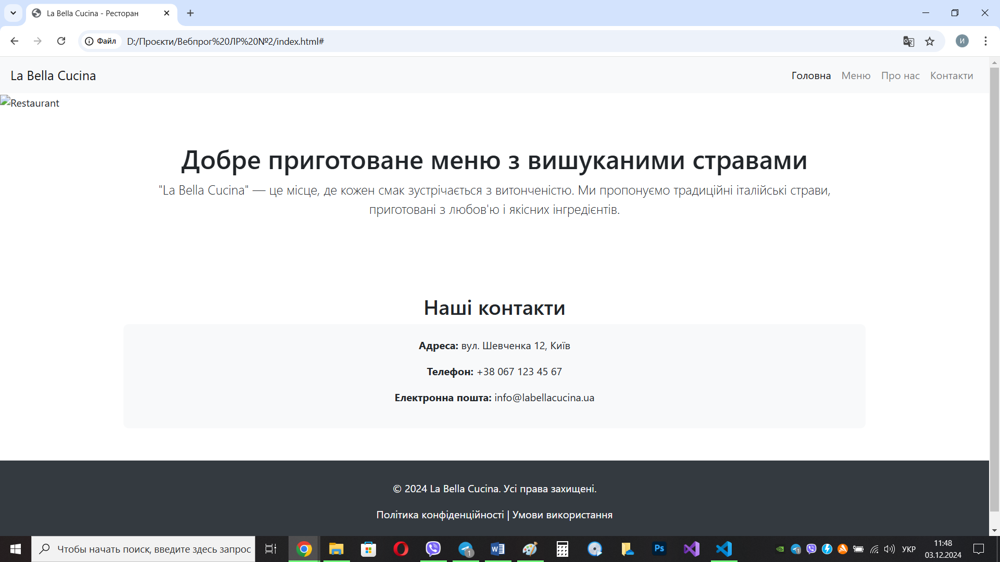 La Bella Cucina - Ресторан
Файл
D:/Проєкти/Вебпрог%20ЛР%20№2/index.html#
И
La Bella Cucina
Головна Меню Про нас Контакти
Restaurant
Добре приготоване меню з вишуканими стравами
"La Bella Cucina" — це місце, де кожен смак зустрічається з витонченістю. Ми пропонуємо традиційні італійські страви,
приготовані з любов'ю і якісних інгредієнтів.
Наші контакти
Адреса: вул. Шевченка 12, Київ
Телефон: +38 067 123 45 67
Електронна пошта: info@labellacucina.ua
© 2024 La Bella Cucina. Усі права захищені.
Політика конфіденційності | Умови використання
Чтобы начать поиск, введите здесь запрос
1
Ps
УКР
11:48
03.12.2024